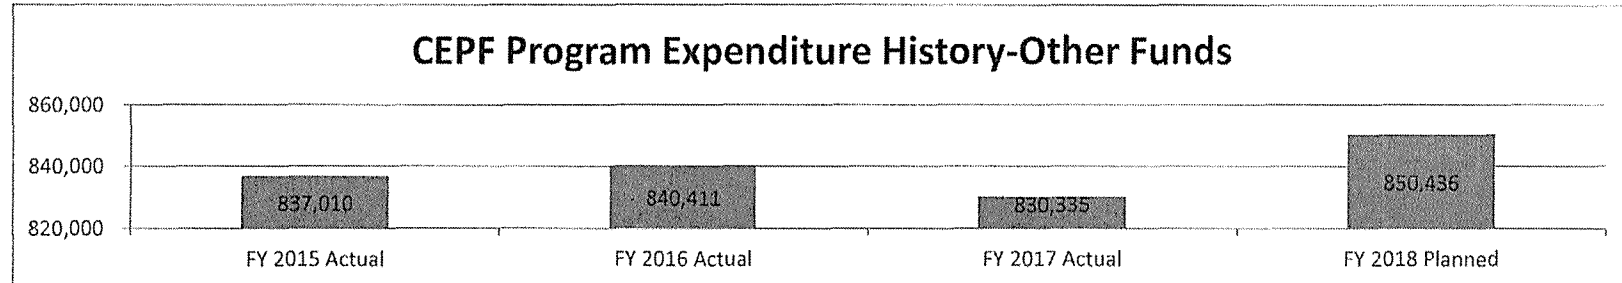 CEPF Program Expenditure History-Other Funds
860,000
840,000
820,000
837,010
840,411
830,335
850,436
FY 2015 Actual
FY 2016 Actual
FY 2017 Actual
FY 2018 Planned